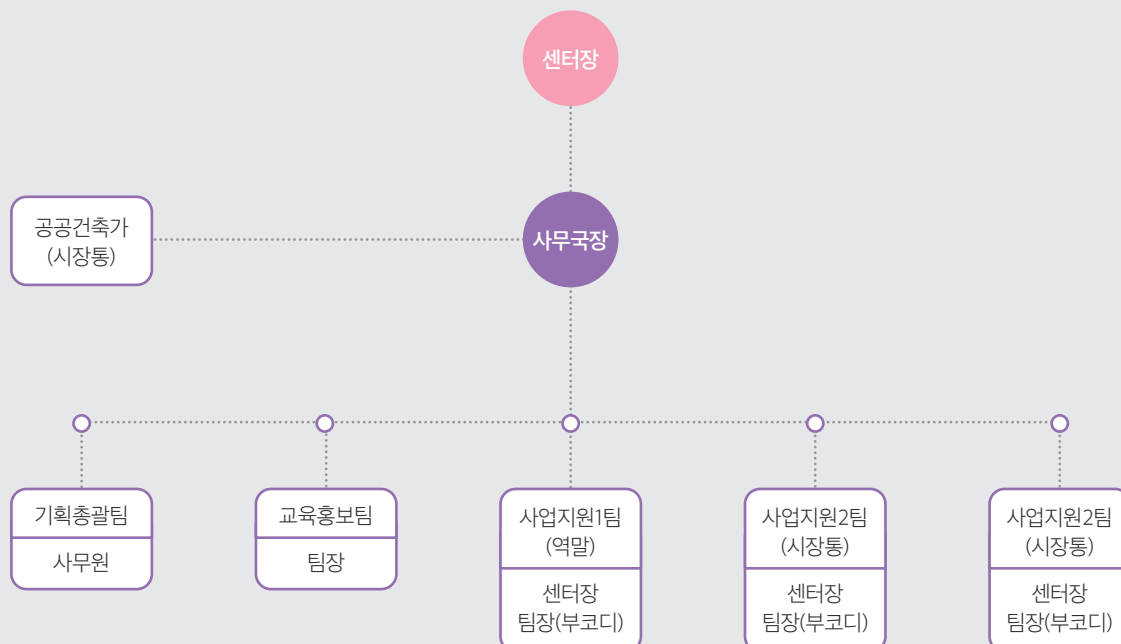 센터장
공공건축가
(시장통)
사무국장
기획총괄팀
사무원
교육홍보팀
팀장
사업지원1팀
(역말)
센터장
팀장(부코디)
사업지원2팀
(시장통)
센터장
팀장(부코디)
사업지원2팀
(시장통)
센터장
팀장(부코디)